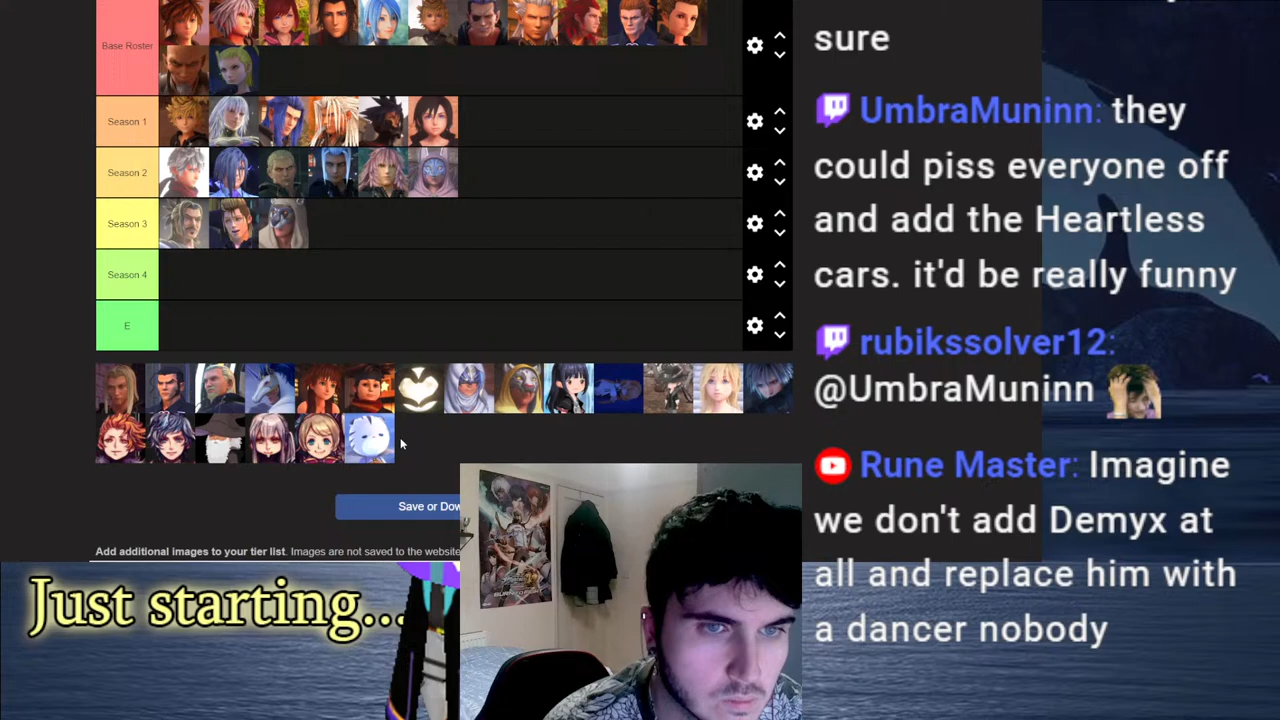 sure
Base Roster
UmbraMuninn: they
could piss everyone off
and add the Heartless
cars. it'd be really funny
Season 1
Season 2
Season 3
Season 4
E
rubikssolver12:
@UmbraMuninn
Rune Master: Imagine
we don't add Demyx at
all and replace him with
a dancer nobody
Save or Dow
Add additional images to your tier list. Images are not saved to the website
Just starting...